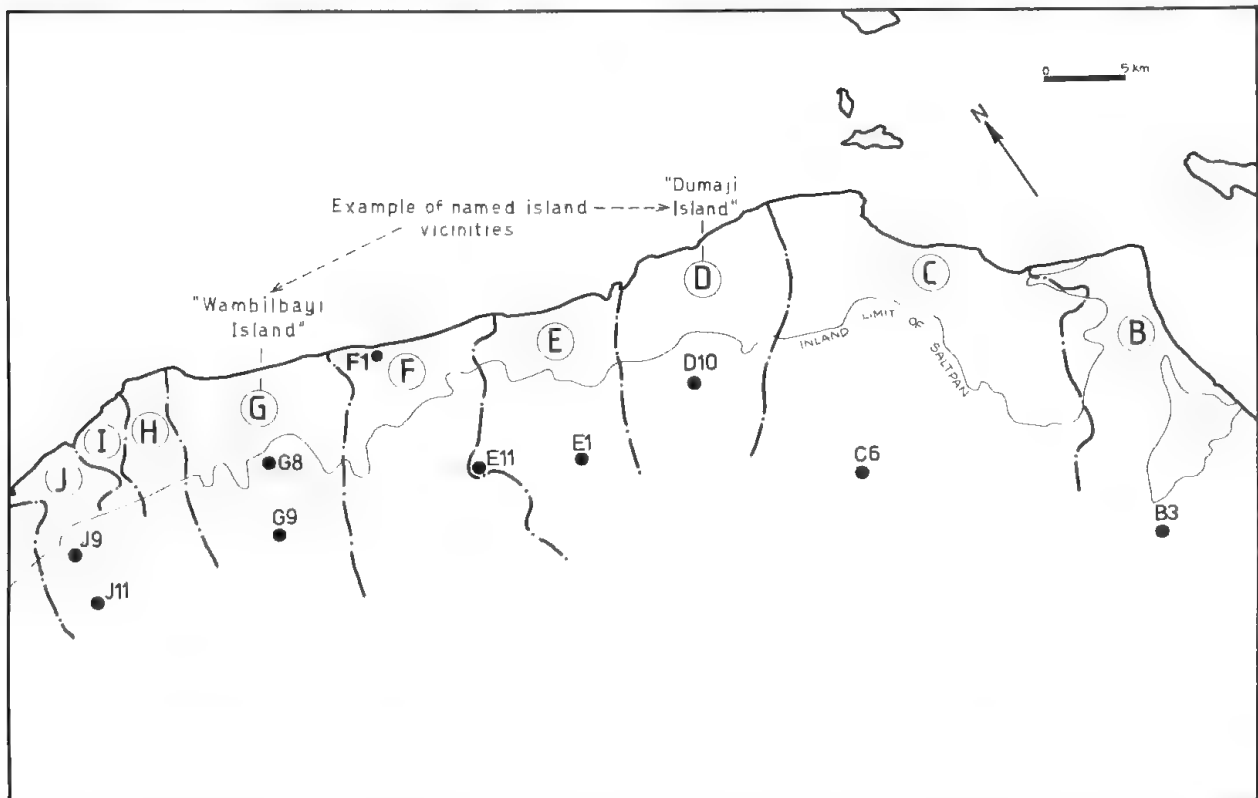 0 5 km
N
"Dumaji
Island"
Example of named island
vicinities
"Wambilbayi
Island"
D
C
B
E
F1
F
G
H
I
J
INLAND LIMIT OF SALTPAN
D10
E1
E11
C6
G8
G9
B3
J9
J11